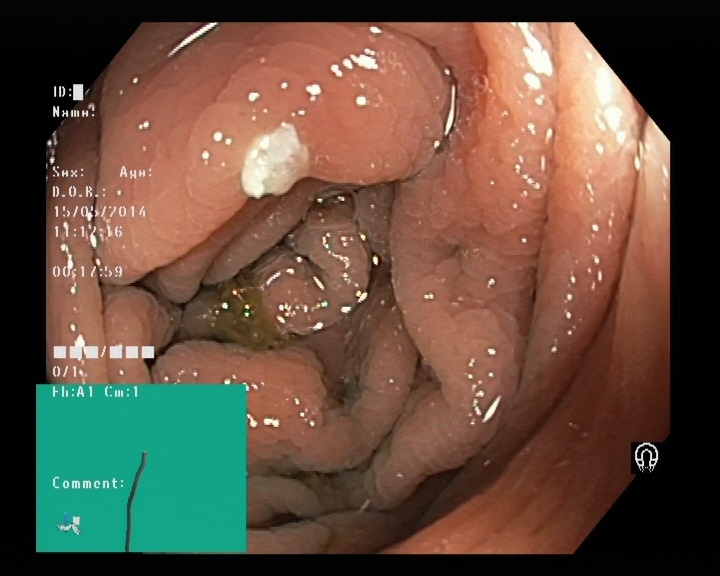 ID:
Name:
Sex: Age:
D.O.B.:
15/05/2014
11:12:16
00:17:59
/
0/1
Eh:A1 Cm:1
Comment: